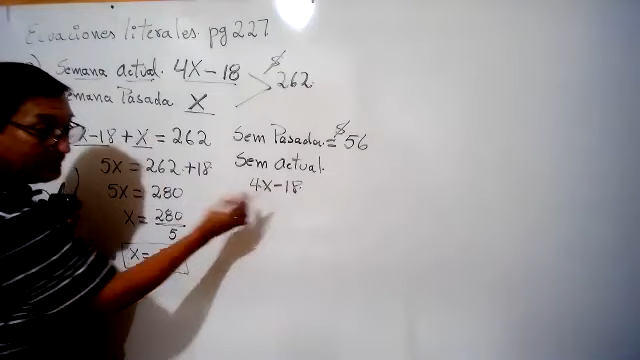 Ecuaciones literales. pg 227
Semana actual. 4X-18 $262.
emana Pasada X
X-18+X=262
5X=262+18
5X=280
X=280/5
X=
Sem Pasada=$56
Sem actual.
4X-18.